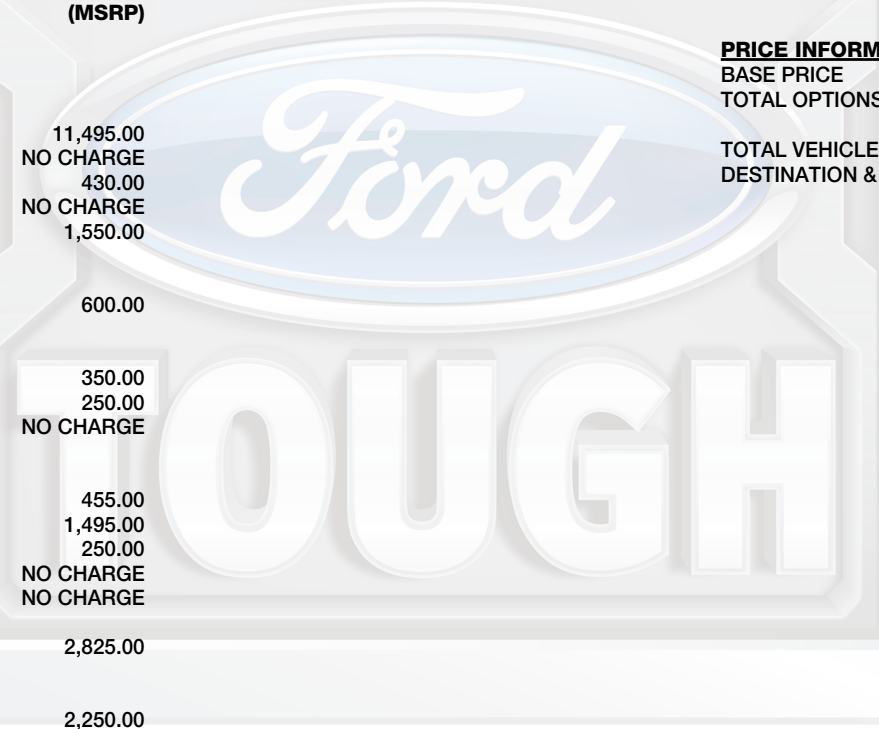 (MSRP)
11,495.00
NO CHARGE
430.00
NO CHARGE
1,550.00
600.00
350.00
250.00
NO CHARGE
455.00
1,495.00
250.00
NO CHARGE
NO CHARGE
2,825.00
2,250.00
PRICE INFORM
BASE PRICE
TOTAL OPTIONS
TOTAL VEHICLE
DESTINATION &
Ford
TOUGH